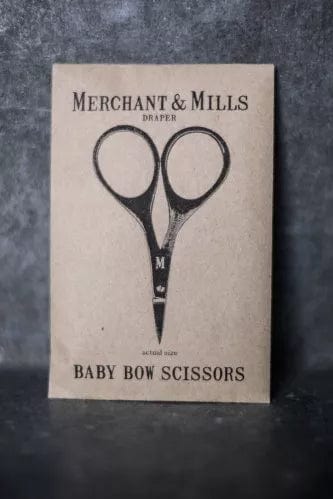 MERCHANT & MILLS
DRAPER
M
actual size
BABY BOW SCISSORS